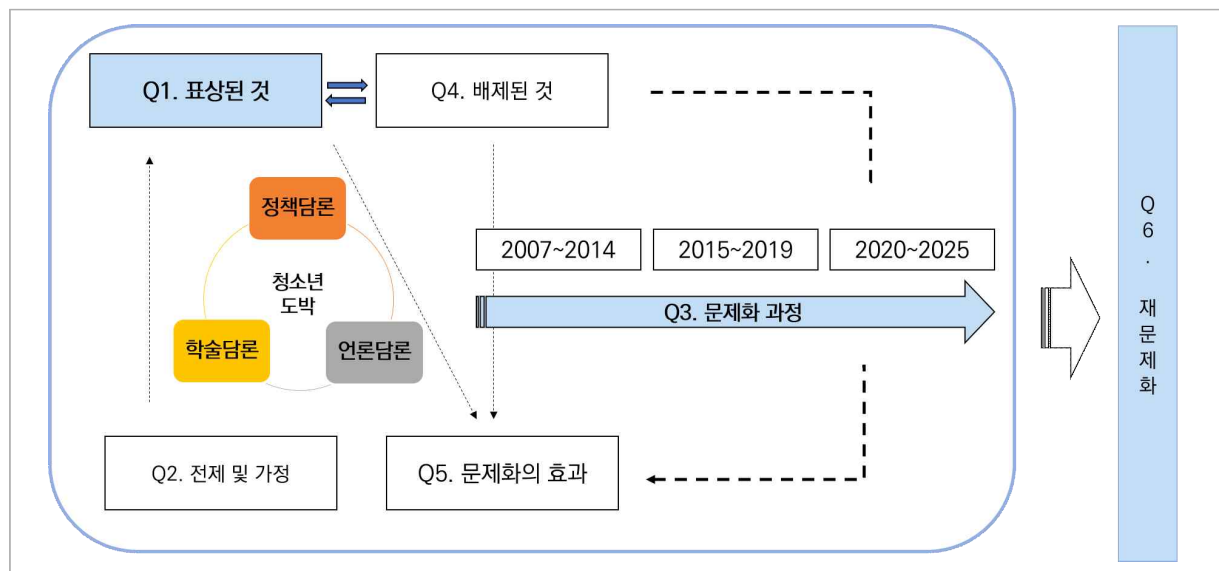 Q1. 표상된 것
Q4. 배제된 것
정책담론
청소년
도박
학술담론
언론담론
2007~2014
2015~2019
2020~2025
Q3. 문제화 과정
Q2. 전제 및 가정
Q5. 문제화의 효과
Q
6
.
재
문
제
화